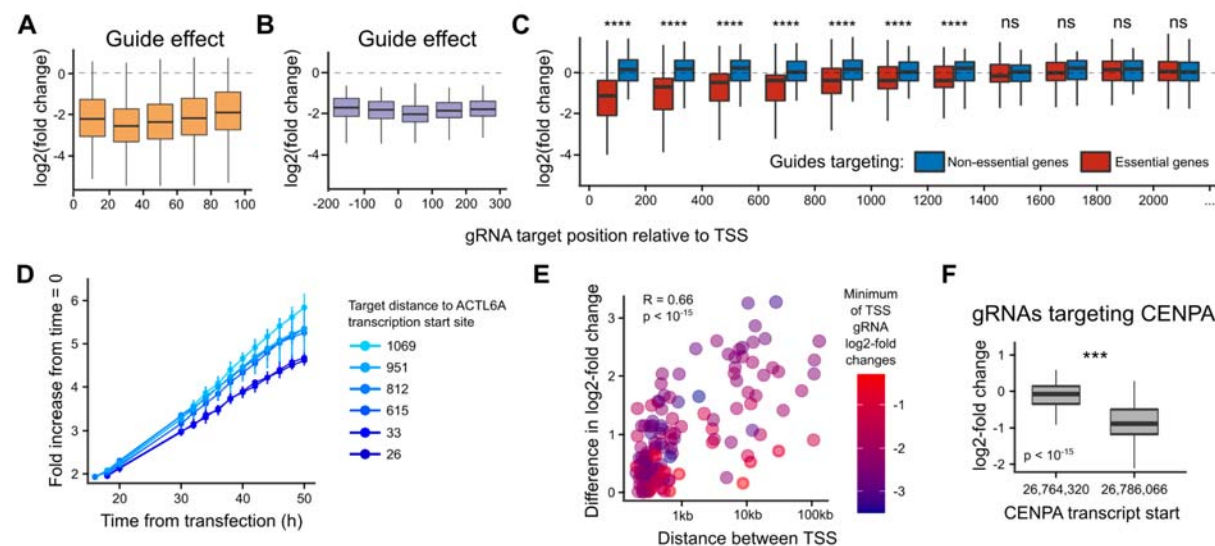 A
Guide effect
log2(fold change)
0
-2
-4
0 20 40 60 80 100
B
Guide effect
log2(fold change)
0
-2
-4
-200 -100 0 100 200 300
C
**** **** **** **** **** **** **** ns ns ns ns
log2(fold change)
2
0
-2
-4
Guides targeting: Non-essential genes Essential genes
0 200 400 600 800 1000 1200 1400 1600 1800 2000 ...
gRNA target position relative to TSS
D
Fold increase from time = 0
6
5
4
3
2
20 30 40 50
Time from transfection (h)
Target distance to ACTL6A
transcription start site
1069
951
812
615
33
26
E
R = 0.66
p < 10-15
Difference in log2-fold change
3
2
1
0
1kb 10kb 100kb
Distance between TSS
Minimum
of TSS
gRNA
log2-fold
changes
-1
-2
-3
F
gRNAs targeting CENPA
***
log2-fold change
1
0
-1
-2
p < 10-15
26,764,320 26,786,066
CENPA transcript start